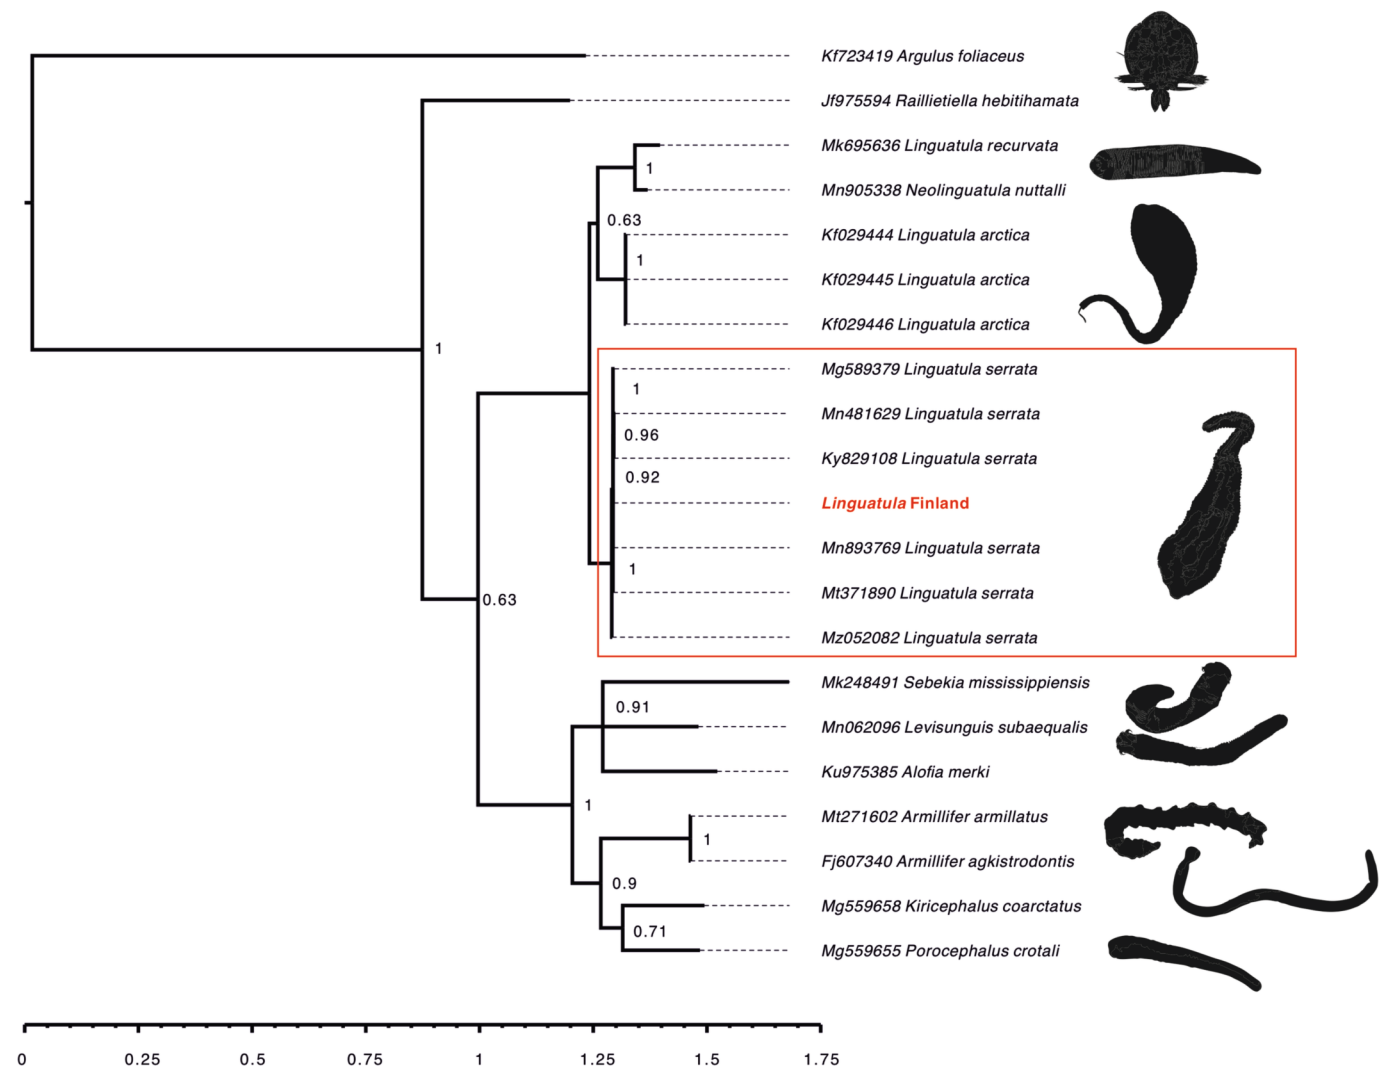 Kf723419 Argulus foliaceus
Jf975594 Raillietiella hebitihamata
Mk695636 Linguatula recurvata
1
Mn905338 Neolinguatula nuttalli
0.63
Kf029444 Linguatula arctica
1
Kf029445 Linguatula arctica
Kf029446 Linguatula arctica
1
Mg589379 Linguatula serrata
1
Mn481629 Linguatula serrata
0.96
Ky829108 Linguatula serrata
0.92
Linguatula Finland
Mn893769 Linguatula serrata
1
Mt371890 Linguatula serrata
0.63
Mz052082 Linguatula serrata
Mk248491 Sebekia mississippiensis
0.91
Mn062096 Levisunguis subaequalis
Ku975385 Alofia merki
1
Mt271602 Armillifer armillatus
1
Fj607340 Armillifer agkistrodontis
0.9
Mg559658 Kiricephalus coarctatus
0.71
Mg559655 Porocephalus crotali
0 0.25 0.5 0.75 1 1.25 1.5 1.75